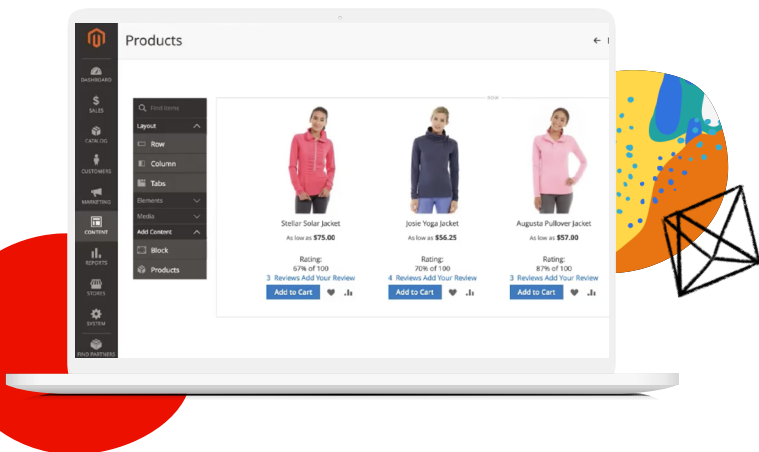 Products
DASHBOARD
SALES
CATALOG
CUSTOMERS
MARKETING
CONTENT
REPORTS
STORES
SYSTEM
FIND PARTNERS
Find items
Layout
Row
Column
Tabs
Elements
Media
Add Content
Block
Products
ROW
Stellar Solar Jacket
As low as $75.00
Rating:
67% of 100
3 Reviews Add Your Review
Add to Cart
Josie Yoga Jacket
As low as $56.25
Rating:
70% of 100
4 Reviews Add Your Review
Add to Cart
Augusta Pullover Jacket
As low as $57.00
Rating:
87% of 100
3 Reviews Add Your Review
Add to Cart